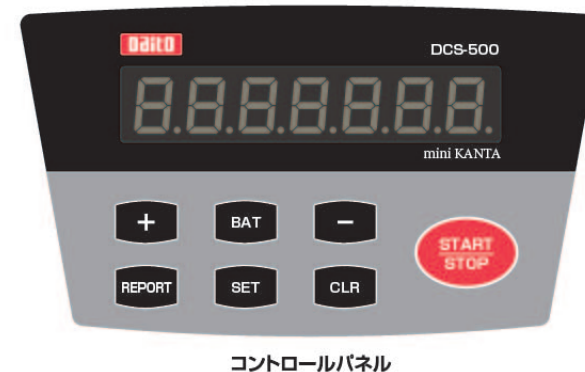 DaitO
DCS-500
8.8.8.8.8.8.8.
mini KANTA
+
BAT
−
REPORT
SET
CLR
START
STOP
コントロールパネル